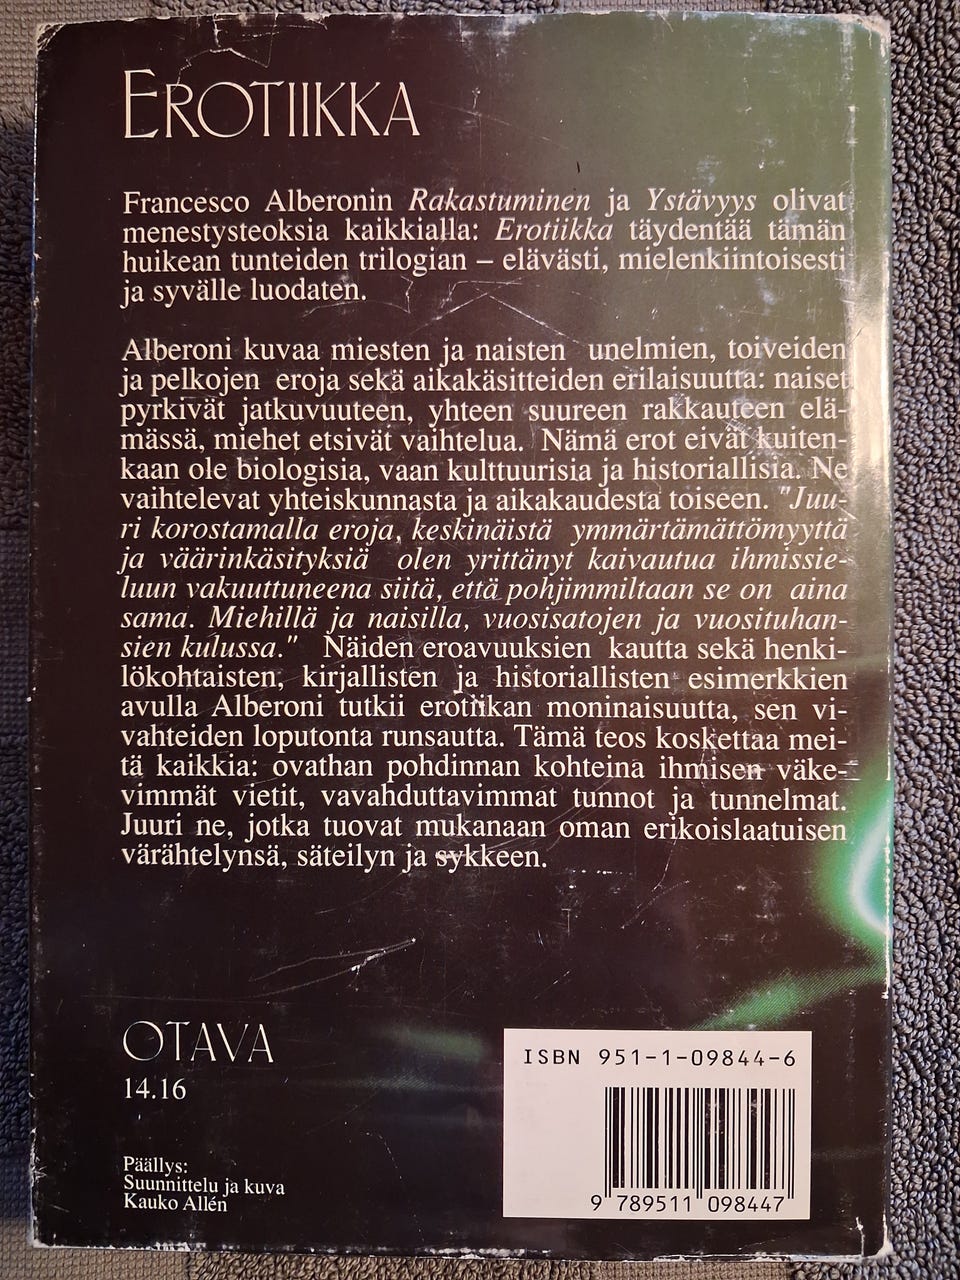 EROTIIKKA
Francesco Alberonin Rakastuminen ja Ystävyys olivat
menestysteoksia kaikkialla: Erotiikka täydentää tämän
huikean tunteiden trilogian – elävästi, mielenkiintoisesti
ja syvälle luodaten.
Alberoni kuvaa miesten ja naisten unelmien, toiveiden
ja pelkojen eroja sekä aikakäsitteiden erilaisuutta: naiset
pyrkivät jatkuvuuteen, yhteen suureen rakkauteen elä-
mässä, miehet etsivät vaihtelua. Nämä erot eivät kuiten-
kaan ole biologisia, vaan kulttuurisia ja historiallisia. Ne
vaihtelevat yhteiskunnasta ja aikakaudesta toiseen. "Juu-
ri korostamalla eroja, keskinäistä ymmärtämättömyyttä
ja väärinkäsityksiä olen yrittänyt kaivautua ihmissie-
luun vakuuttuneena siitä, että pohjimmiltaan se on aina
sama. Miehillä ja naisilla, vuosisatojen ja vuosituhan-
sien kulussa." Näiden eroavuuksien kautta sekä henki-
lökohtaisten, kirjallisten ja historiallisten esimerkkien
avulla Alberoni tutkii erotiikan moninaisuutta, sen vi-
vahteiden loputonta runsautta. Tämä teos koskettaa mei-
tä kaikkia: ovathan pohdinnan kohteina ihmisen väke-
vimmät vietit, vavahduttavimmat tunnot ja tunnelmat.
Juuri ne, jotka tuovat mukanaan oman erikoislaatuisen
värähtelynsä, säteilyn ja sykkeen.
OTAVA
14.16
Päällys:
Suunnittelu ja kuva
Kauko Allén
ISBN 951-1-09844-6
9 789511 098447